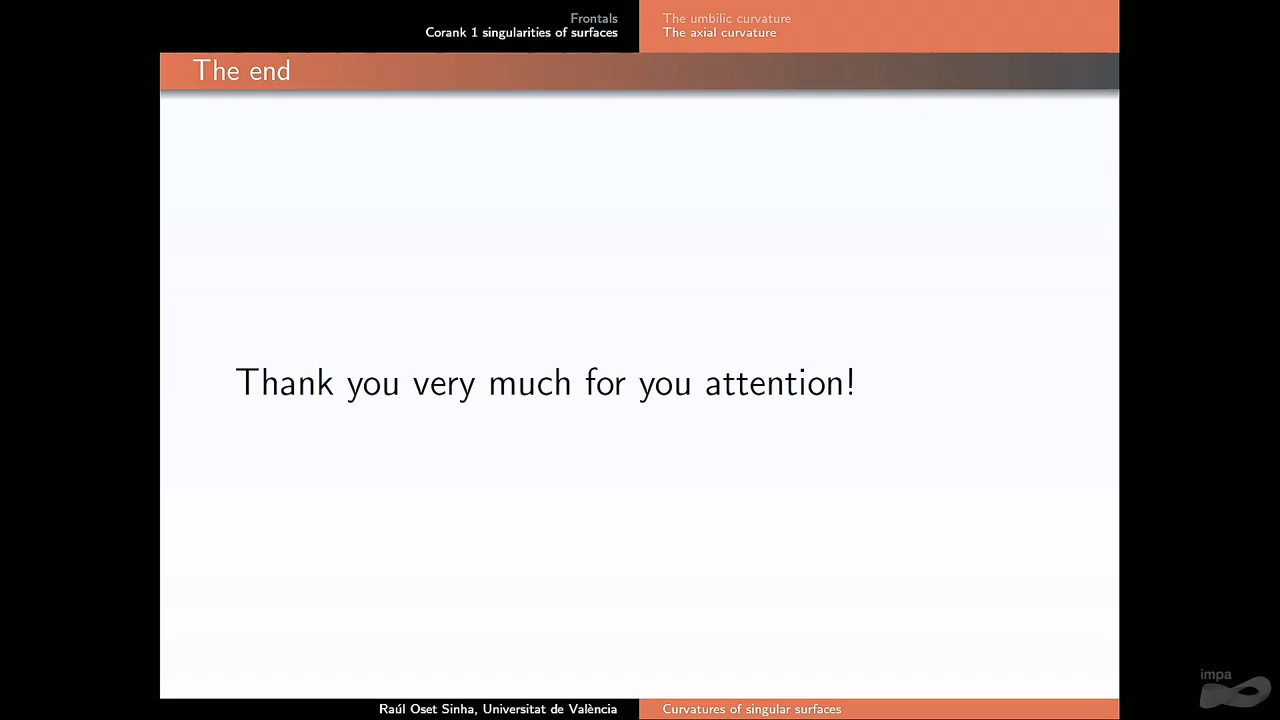 Frontals
Corank 1 singularities of surfaces
The umbilic curvature
The axial curvature
The end
Thank you very much for you attention!
Raúl Oset Sinha, Universitat de València
Curvatures of singular surfaces
impa